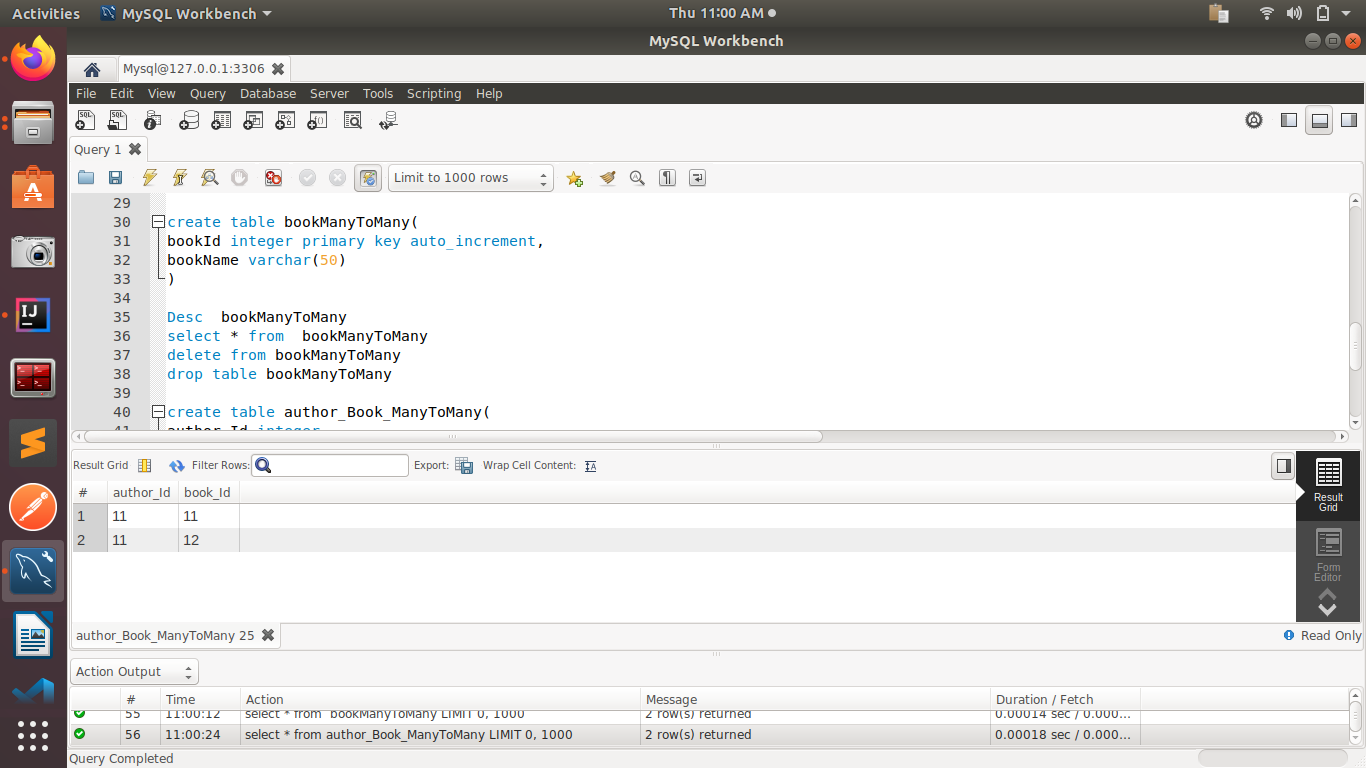 Activities MySQL Workbench Thu 11:00 AM
MySQL Workbench
Mysql@127.0.0.1:3306
File Edit View Query Database Server Tools Scripting Help
Query 1
Limit to 1000 rows
29
30 create table bookManyToMany(
31 bookId integer primary key auto_increment,
32 bookName varchar(50)
33 )
34
35 Desc  bookManyToMany
36 select * from  bookManyToMany
37 delete from bookManyToMany
38 drop table bookManyToMany
39
40 create table author_Book_ManyToMany(
41 author_Id integer
Result Grid Filter Rows: Export: Wrap Cell Content:
# author_Id book_Id
1 11 11
2 11 12
Result
Grid
Form
Editor
author_Book_ManyToMany 25 Read Only
Action Output
# Time Action Message Duration / Fetch
55 11:00:12 select * from  bookManyToMany LIMIT 0, 1000 2 row(s) returned 0.00014 sec / 0.000...
56 11:00:24 select * from author_Book_ManyToMany LIMIT 0, 1000 2 row(s) returned 0.00018 sec / 0.000...
Query Completed